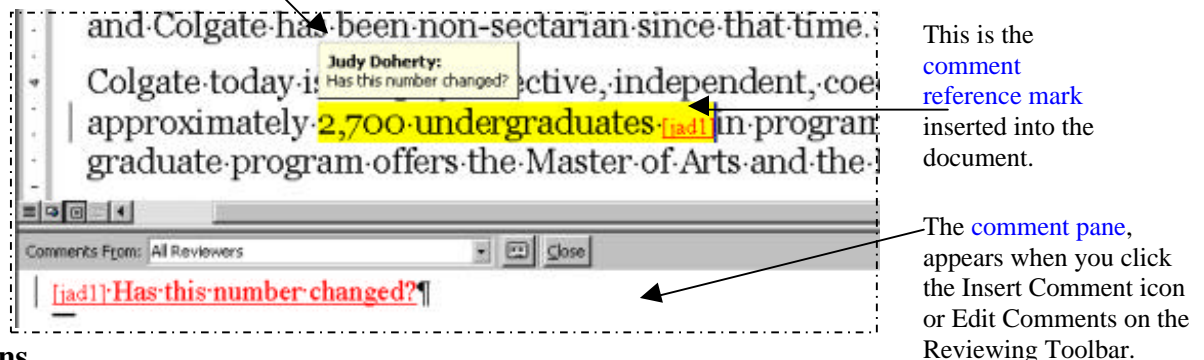 and·Colgate·has·been·non-sectarian·since·that·time.·
Judy Doherty:
Has this number changed?
Colgate·today·is ective,·independent,·coe
approximately·2,700·undergraduates·[jad1]in·program
graduate·program·offers·the·Master·of·Arts·and·the·
Comments From: All Reviewers Close
[jad1]·Has·this·number·changed?¶
This is the
comment
reference mark
inserted into the
document.
The comment pane,
appears when you click
the Insert Comment icon
or Edit Comments on the
Reviewing Toolbar.